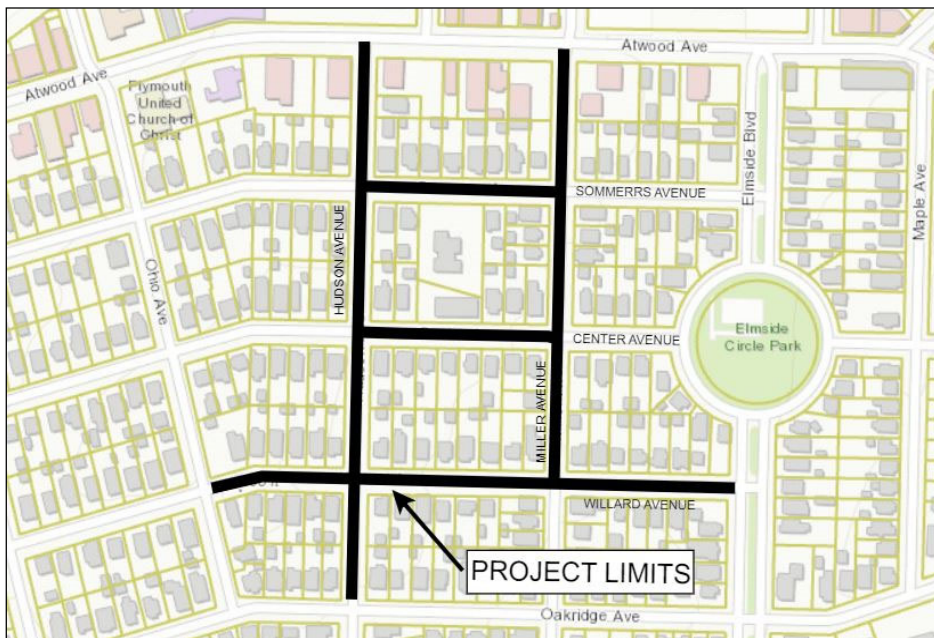 Atwood Ave
Atwood Ave
Plymouth
United
Church of
Christ
Elmside Blvd
Maple Ave
SOMMERRS AVENUE
HUDSON AVENUE
Ohio Ave
Elmside
Circle Park
CENTER AVENUE
MILLER AVENUE
WILLARD AVENUE
PROJECT LIMITS
Oakridge Ave